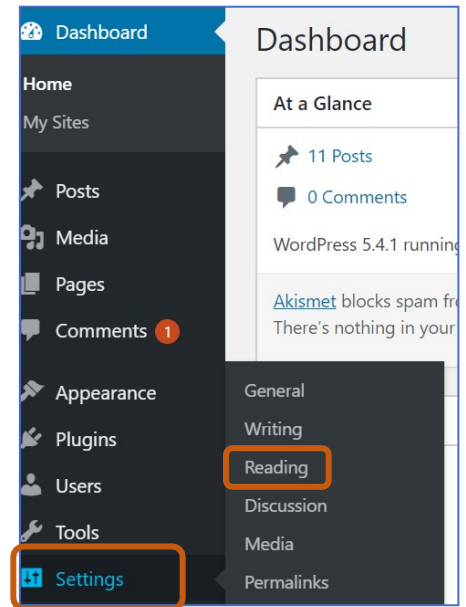 Dashboard
Home
My Sites
Posts
Media
Pages
Comments 1
Appearance
Plugins
Users
Tools
Settings
Dashboard
At a Glance
11 Posts
0 Comments
WordPress 5.4.1 running
Akismet blocks spam
There's nothing in your
General
Writing
Reading
Discussion
Media
Permalinks